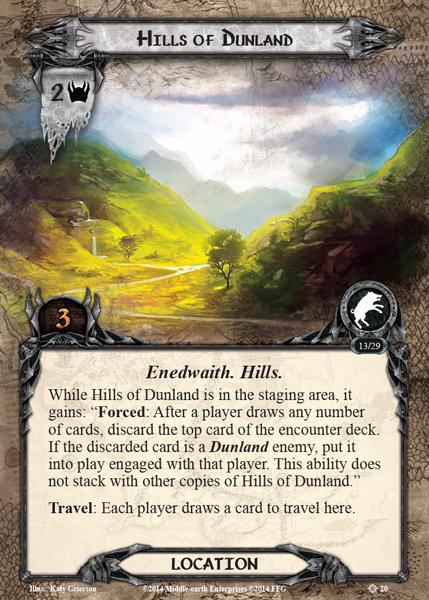 Hills of Dunland
2
3
13/29
Enedwaith. Hills.
While Hills of Dunland is in the staging area, it
gains: “Forced: After a player draws any number
of cards, discard the top card of the encounter deck.
If the discarded card is a Dunland enemy, put it
into play engaged with that player. This ability does
not stack with other copies of Hills of Dunland.”
Travel: Each player draws a card to travel here.
LOCATION
Illus. Katy Grierson ©2014 Middle-earth Enterprises ©2014 FFG 20